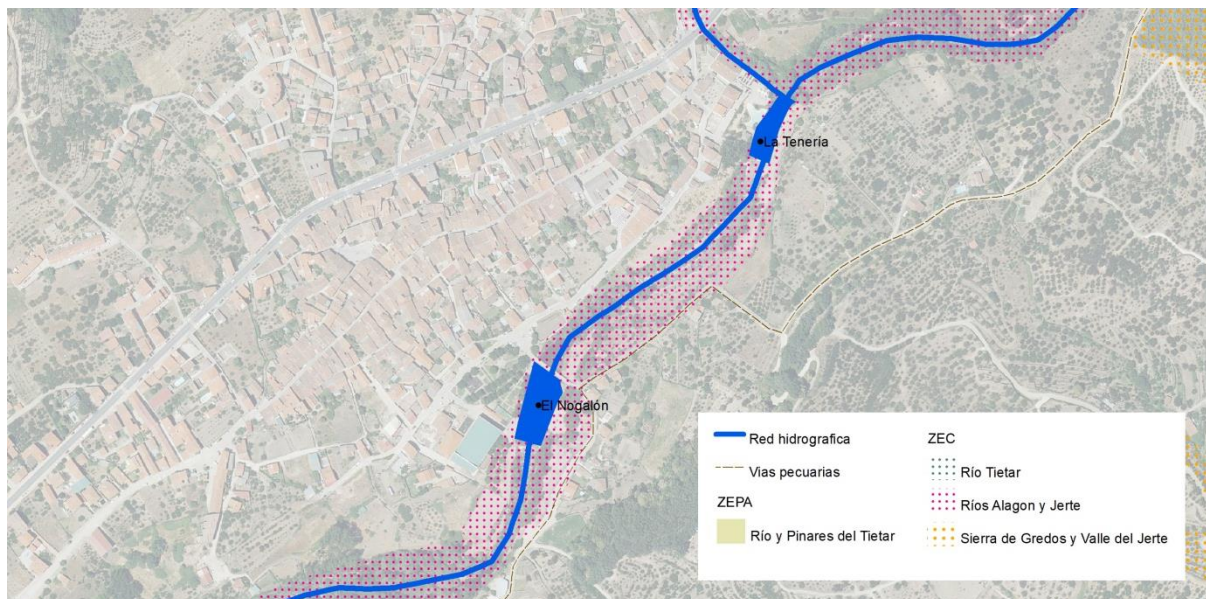 La Tenería
El Nogalón
Red hidrografica
Vias pecuarias
ZEPA
Río y Pinares del Tietar
ZEC
Río Tietar
Ríos Alagon y Jerte
Sierra de Gredos y Valle del Jerte